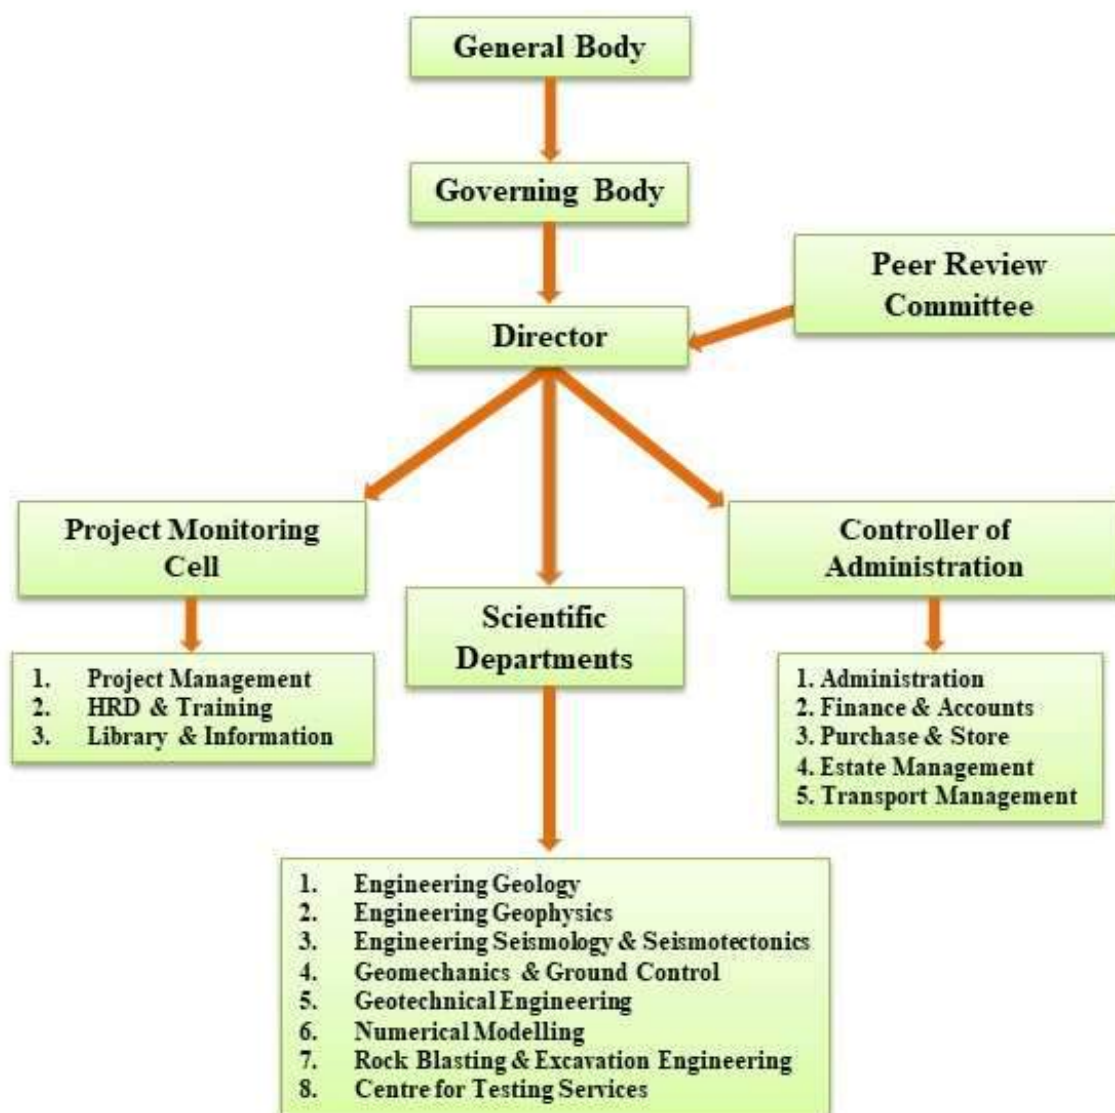 General Body
Governing Body
Peer Review
Committee
Director
Project Monitoring
Cell
Controller of
Administration
Scientific
Departments
1. Project Management
2. HRD & Training
3. Library & Information
1. Administration
2. Finance & Accounts
3. Purchase & Store
4. Estate Management
5. Transport Management
1. Engineering Geology
2. Engineering Geophysics
3. Engineering Seismology & Seismotectonics
4. Geomechanics & Ground Control
5. Geotechnical Engineering
6. Numerical Modelling
7. Rock Blasting & Excavation Engineering
8. Centre for Testing Services